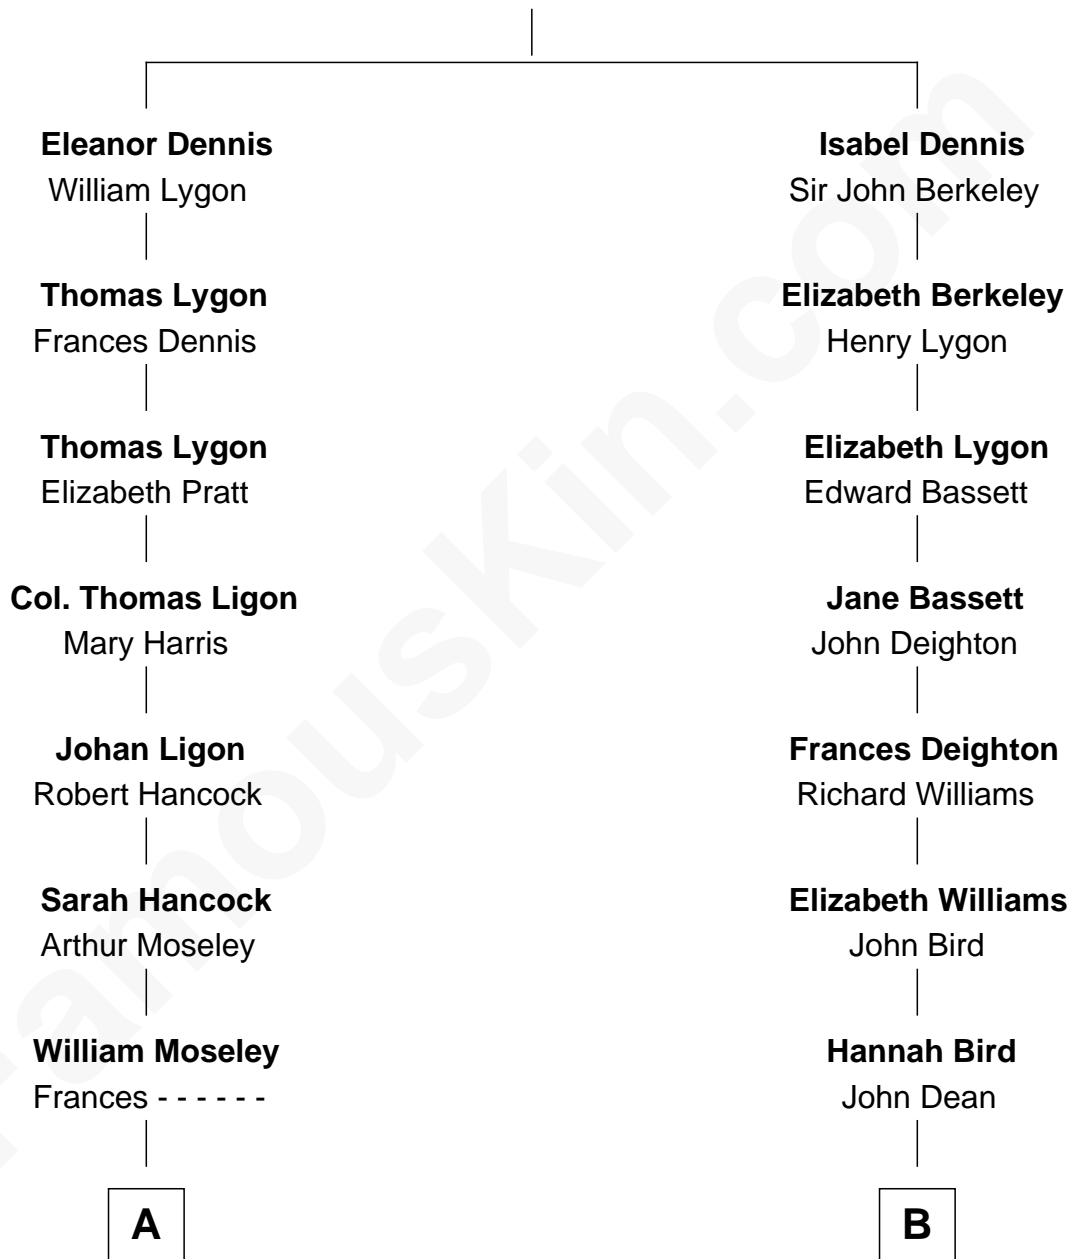 Eleanor Dennis
William Lygon
Thomas Lygon
Frances Dennis
Thomas Lygon
Elizabeth Pratt
Col. Thomas Ligon
Mary Harris
Johan Ligon
Robert Hancock
Sarah Hancock
Arthur Moseley
William Moseley
Frances - - - - - -
A
Isabel Dennis
Sir John Berkeley
Elizabeth Berkeley
Henry Lygon
Elizabeth Lygon
Edward Bassett
Jane Bassett
John Deighton
Frances Deighton
Richard Williams
Elizabeth Williams
John Bird
Hannah Bird
John Dean
B
FamousKin.com